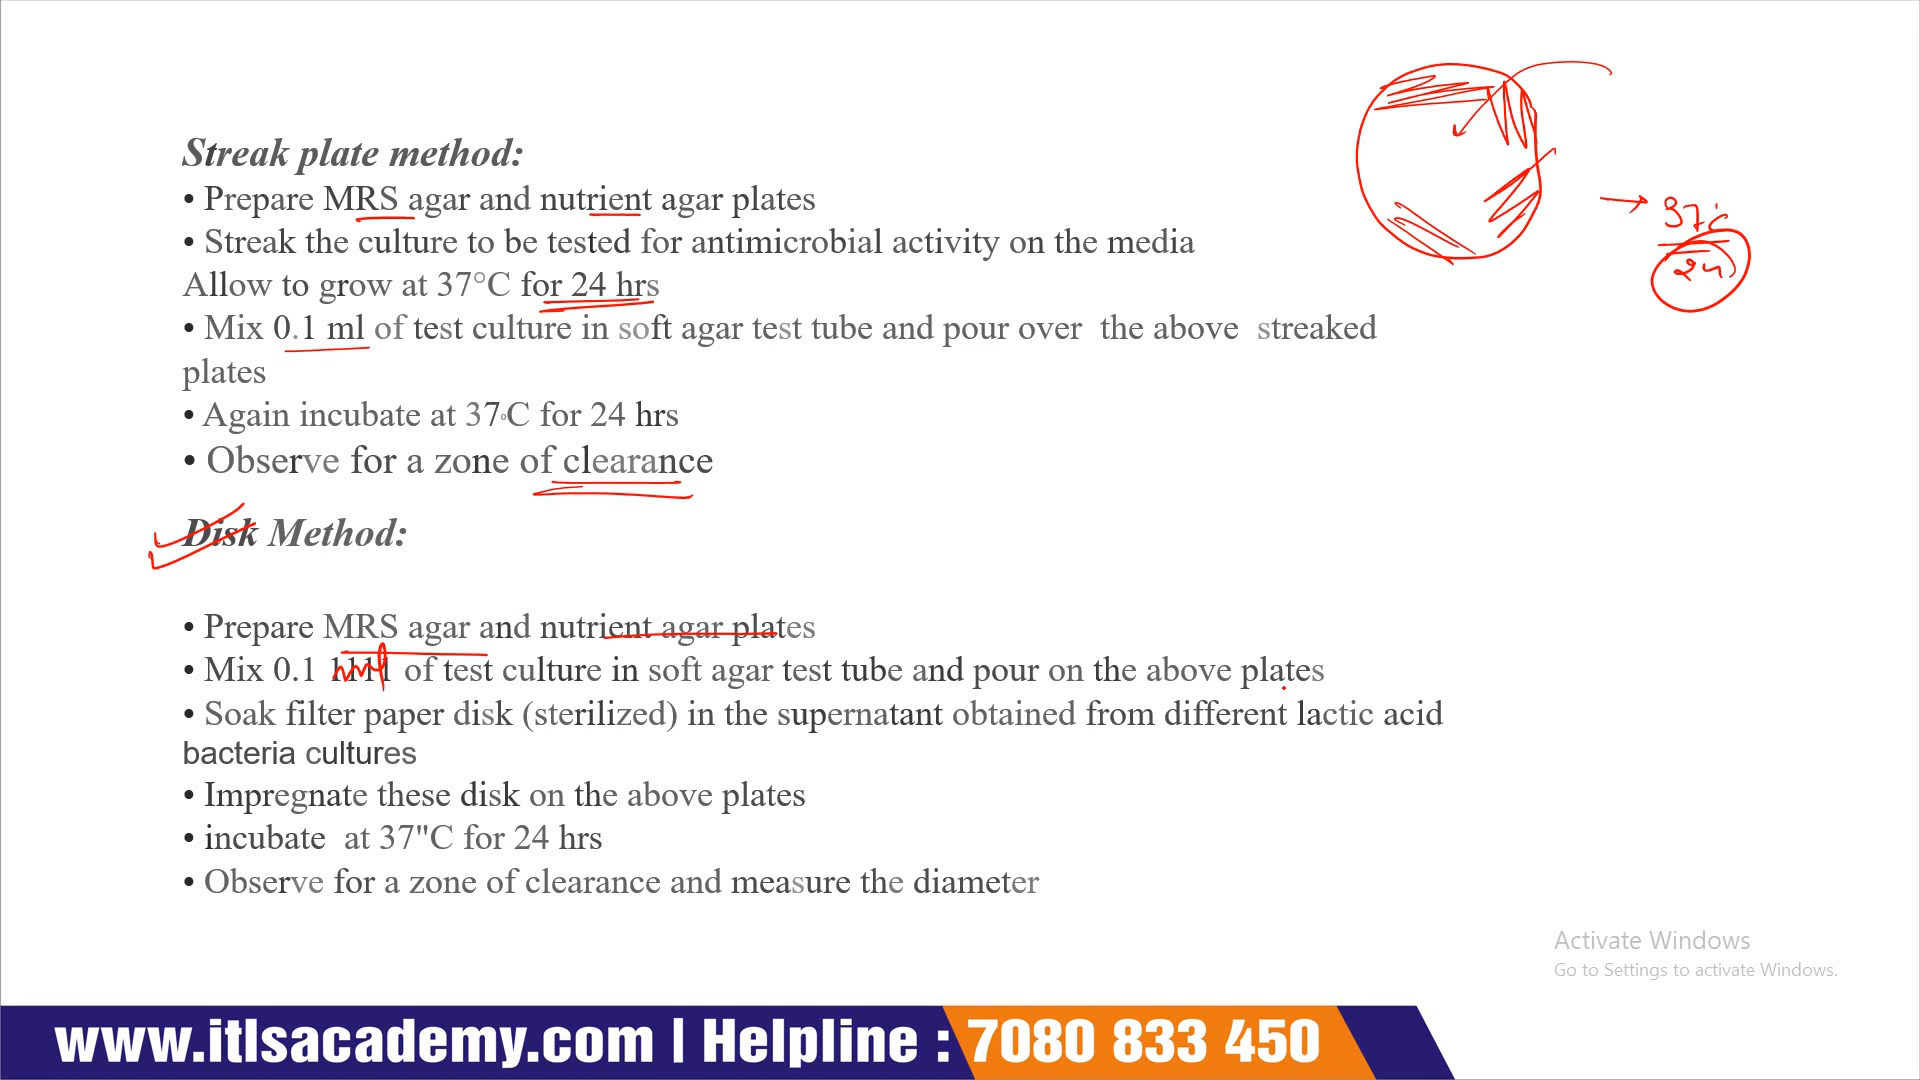 Streak plate method:
• Prepare MRS agar and nutrient agar plates
• Streak the culture to be tested for antimicrobial activity on the media
Allow to grow at 37°C for 24 hrs
• Mix 0.1 ml of test culture in soft agar test tube and pour over the above streaked
plates
• Again incubate at 37°C for 24 hrs
• Observe for a zone of clearance
37°c
24
Disk Method:
• Prepare MRS agar and nutrient agar plates
• Mix 0.1 ml of test culture in soft agar test tube and pour on the above plates
• Soak filter paper disk (sterilized) in the supernatant obtained from different lactic acid
bacteria cultures
• Impregnate these disk on the above plates
• incubate at 37"C for 24 hrs
• Observe for a zone of clearance and measure the diameter
Activate Windows
Go to Settings to activate Windows.
www.itlsacademy.com | Helpline : 7080 833 450